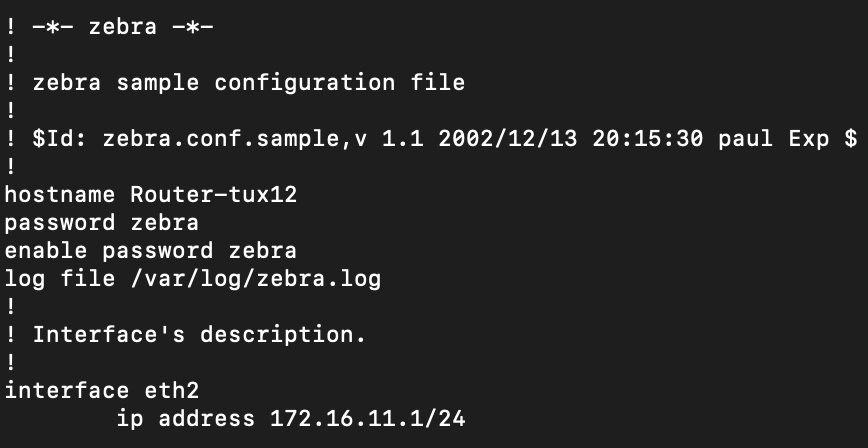 ! -*- zebra -*-
!
! zebra sample configuration file
!
! $Id: zebra.conf.sample,v 1.1 2002/12/13 20:15:30 paul Exp $
!
hostname Router-tux12
password zebra
enable password zebra
log file /var/log/zebra.log
!
! Interface's description.
!
interface eth2
        ip address 172.16.11.1/24